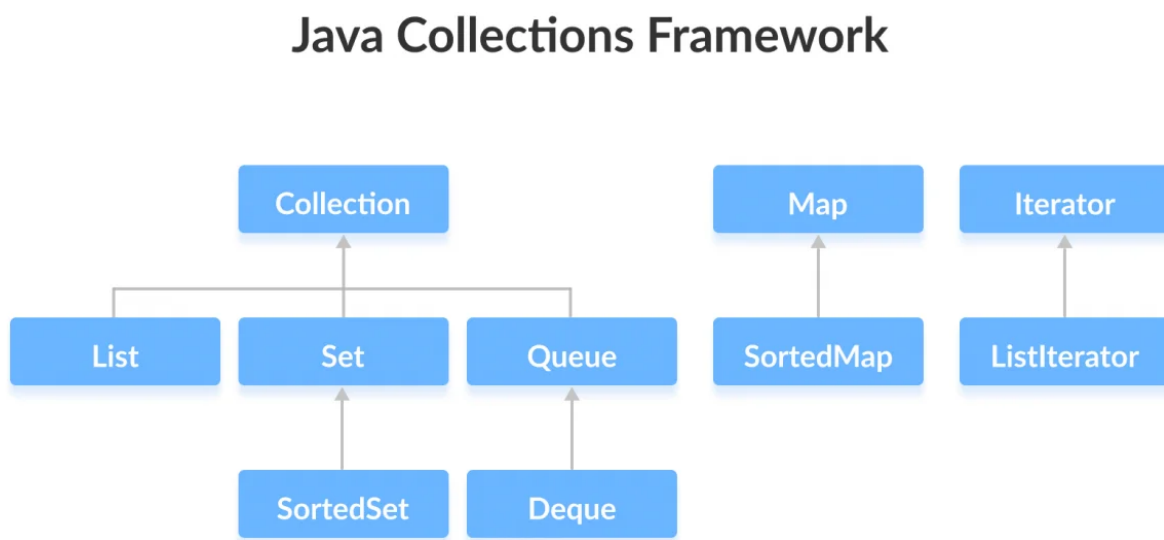 Java Collections Framework
Collection
Map
Iterator
List
Set
Queue
SortedMap
ListIterator
SortedSet
Deque